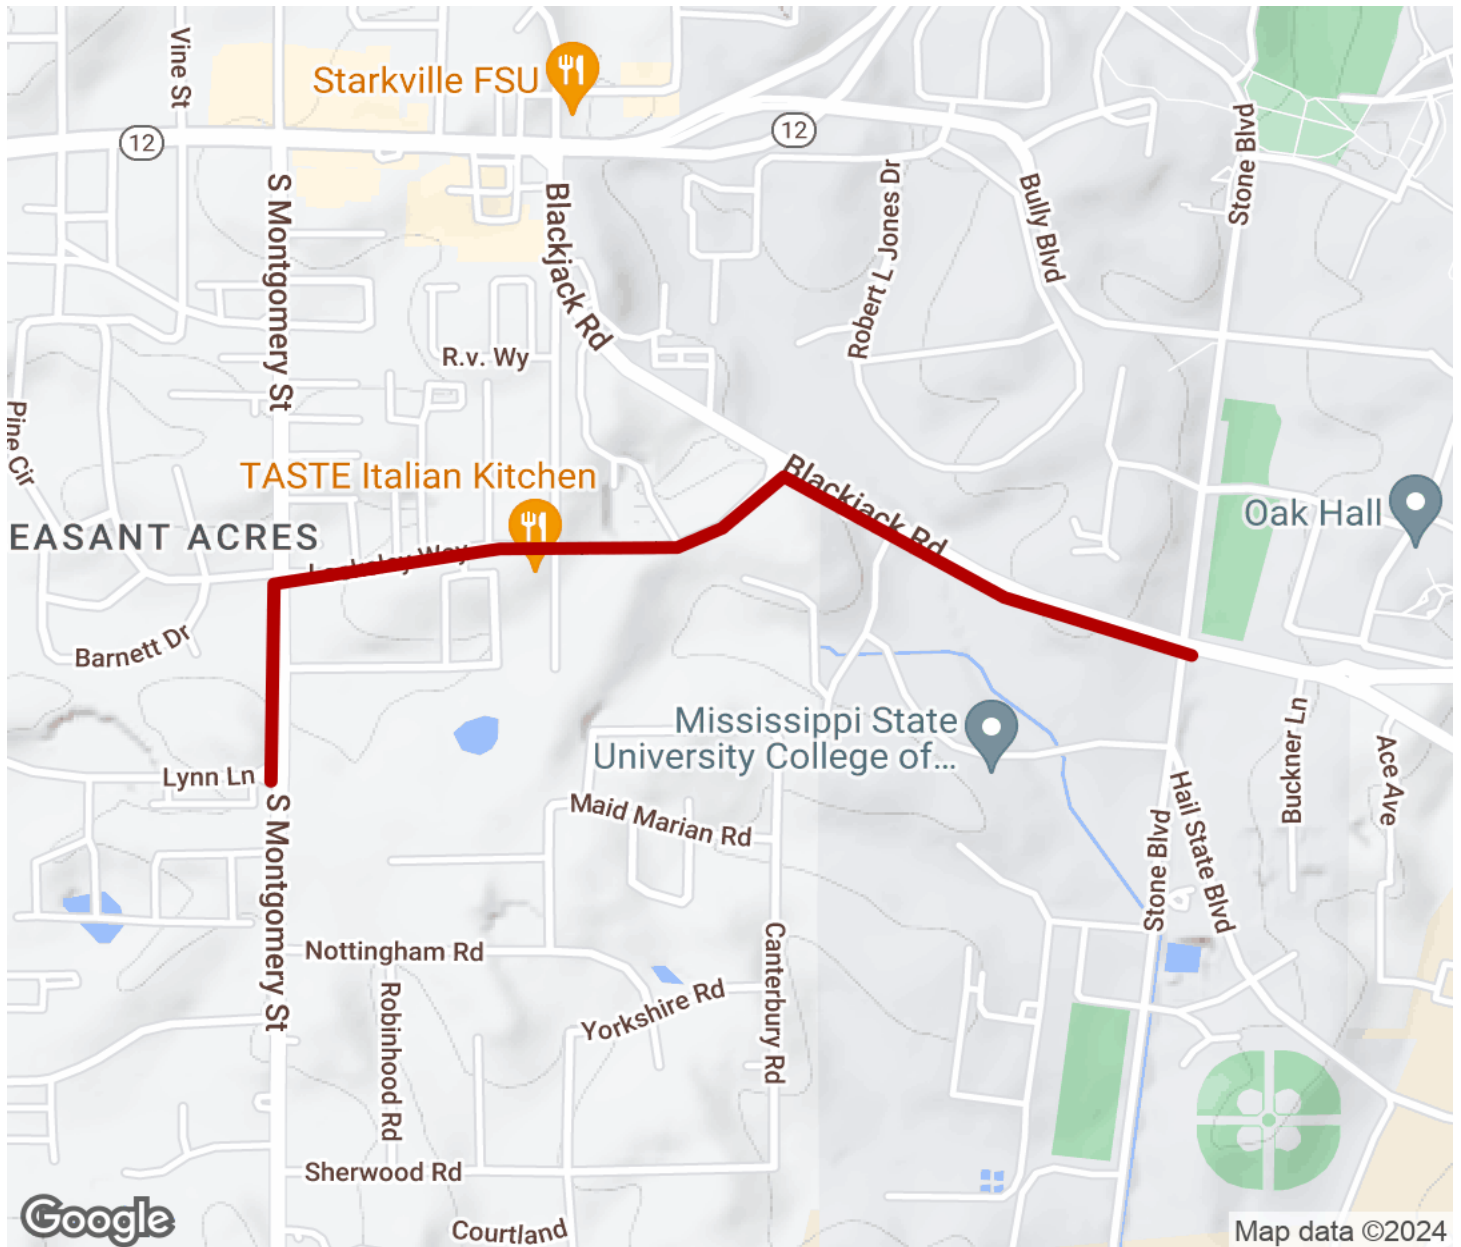 Vine St
Starkville FSU
12
12
S Montgomery St
Blackjack Rd
Robert L Jones Dr
Bully Blvd
Stone Blvd
R.v. Wy
Pine Cir
TASTE Italian Kitchen
Blackjack Rd
Oak Hall
EASANT ACRES
Barnett Dr
Mississippi State
University College of...
Lynn Ln
Buckner Ln
Ace Ave
Hail State Blvd
Stone Blvd
Maid Marian Rd
S Montgomery St
Nottingham Rd
Canterbury Rd
Robinhood Rd
Yorkshire Rd
Sherwood Rd
Courtland
Google
Map data ©2024